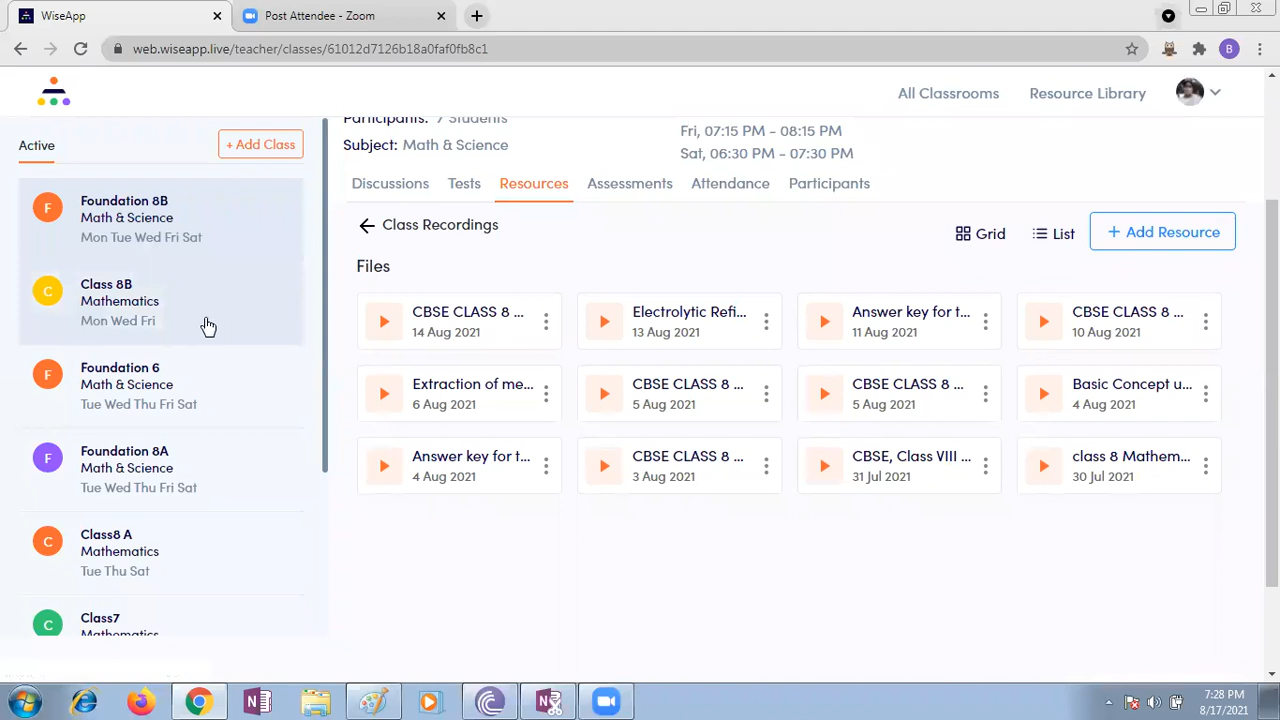 WiseApp
Post Attendee - Zoom
web.wiseapp.live/teacher/classes/61012d7126b18a0faf0fb8c1
B
All Classrooms
Resource Library
Active
+ Add Class
F
Foundation 8B
Math & Science
Mon Tue Wed Fri Sat
C
Class 8B
Mathematics
Mon Wed Fri
F
Foundation 6
Math & Science
Tue Wed Thu Fri Sat
F
Foundation 8A
Math & Science
Tue Wed Thu Fri Sat
C
Class8 A
Mathematics
Tue Thu Sat
C
Class7
Mathematics
Participants: 7 Students
Subject: Math & Science
Fri, 07:15 PM - 08:15 PM
Sat, 06:30 PM - 07:30 PM
Discussions
Tests
Resources
Assessments
Attendance
Participants
Class Recordings
Grid
List
+ Add Resource
Files
CBSE CLASS 8 ...
14 Aug 2021
Electrolytic Refi...
13 Aug 2021
Answer key for t...
11 Aug 2021
CBSE CLASS 8 ...
10 Aug 2021
Extraction of me...
6 Aug 2021
CBSE CLASS 8 ...
5 Aug 2021
CBSE CLASS 8 ...
5 Aug 2021
Basic Concept u...
4 Aug 2021
Answer key for t...
4 Aug 2021
CBSE CLASS 8 ...
3 Aug 2021
CBSE, Class VIII ...
31 Jul 2021
class 8 Mathem...
30 Jul 2021
7:28 PM
8/17/2021